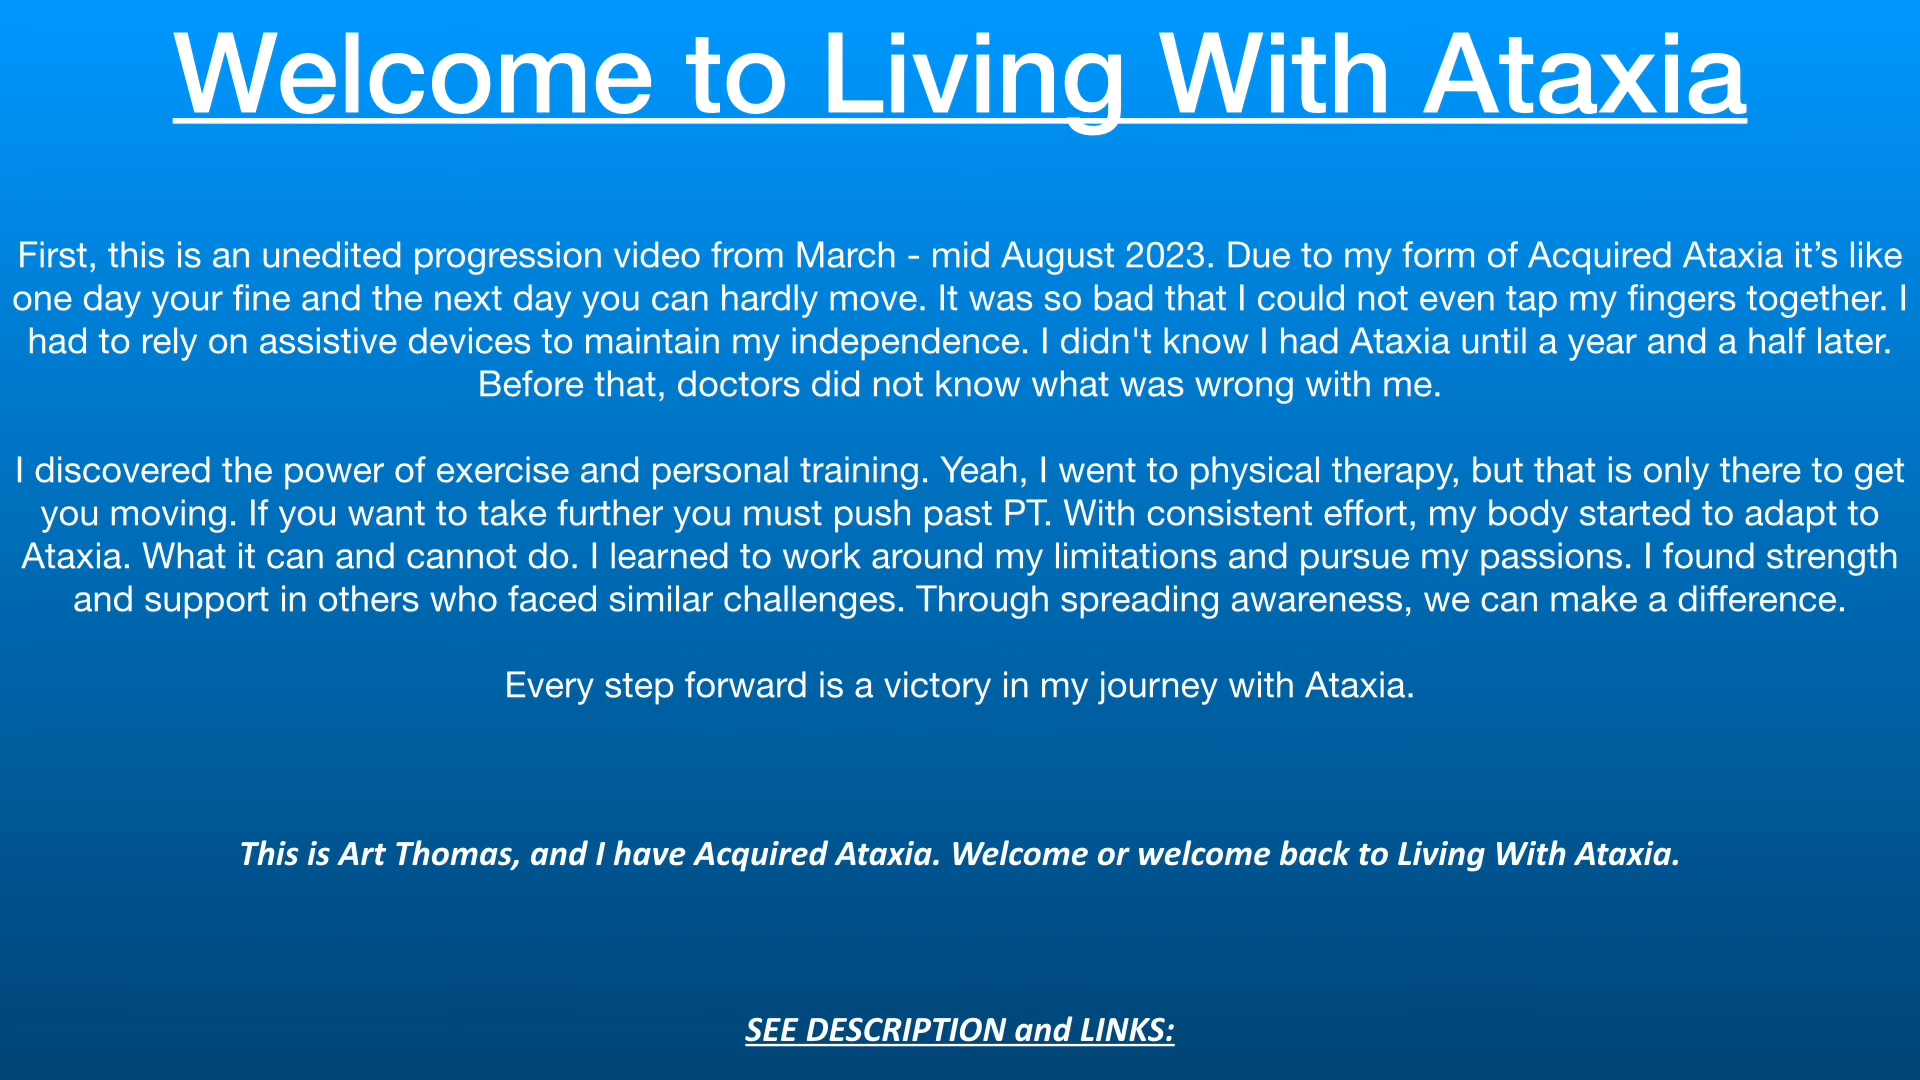 Welcome to Living With Ataxia
First, this is an unedited progression video from March - mid August 2023. Due to my form of Acquired Ataxia it’s like
one day your fine and the next day you can hardly move. It was so bad that I could not even tap my fingers together. I
had to rely on assistive devices to maintain my independence. I didn't know I had Ataxia until a year and a half later.
Before that, doctors did not know what was wrong with me.
I discovered the power of exercise and personal training. Yeah, I went to physical therapy, but that is only there to get
you moving. If you want to take further you must push past PT. With consistent effort, my body started to adapt to
Ataxia. What it can and cannot do. I learned to work around my limitations and pursue my passions. I found strength
and support in others who faced similar challenges. Through spreading awareness, we can make a difference.
Every step forward is a victory in my journey with Ataxia.
This is Art Thomas, and I have Acquired Ataxia. Welcome or welcome back to Living With Ataxia.
SEE DESCRIPTION and LINKS: